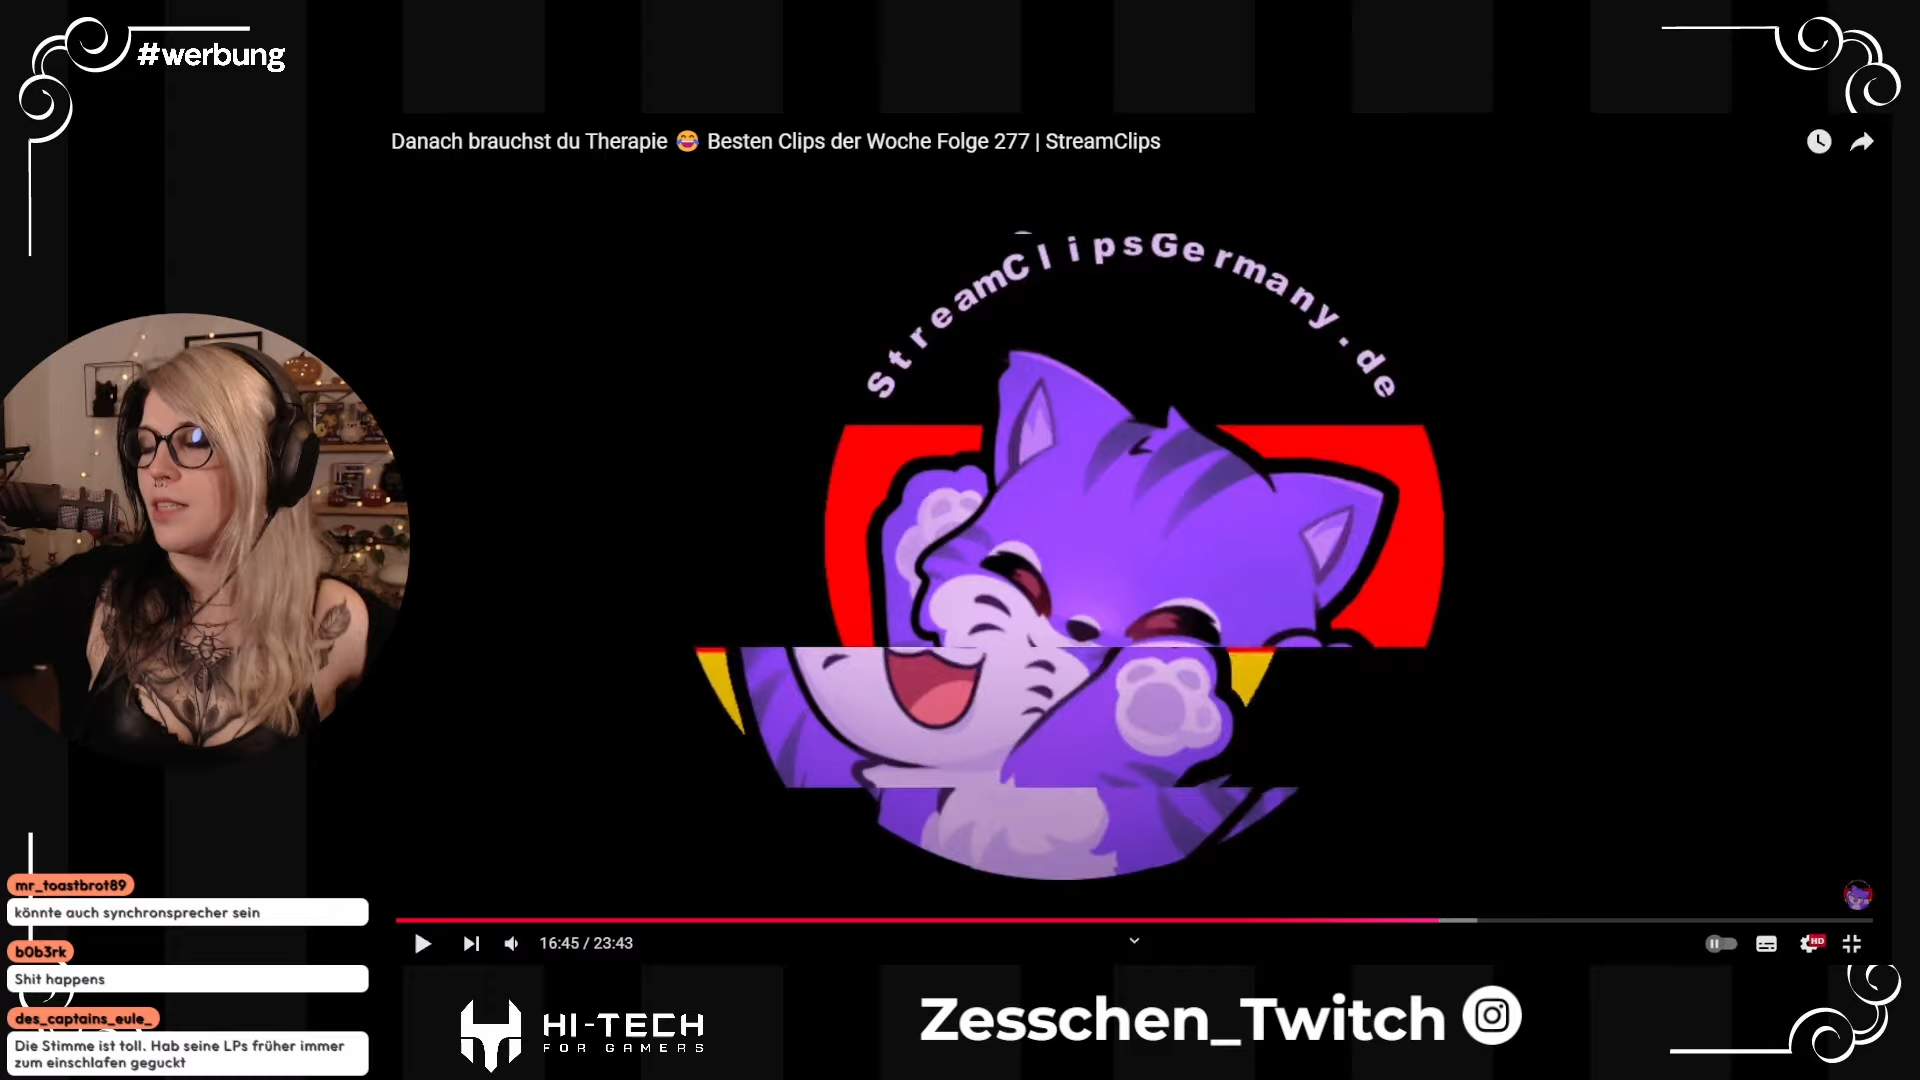 #werbung
Danach brauchst du Therapie 😂 Besten Clips der Woche Folge 277 | StreamClips
StreamClipsGermany.de
mr_toastbrot89
könnte auch synchronsprecher sein
b0b3rk
Shit happens
des_captains_eule_
Die Stimme ist toll. Hab seine LPs früher immer
zum einschlafen geguckt
16:45 / 23:43
HD
HI-TECH
FOR GAMERS
Zesschen_Twitch